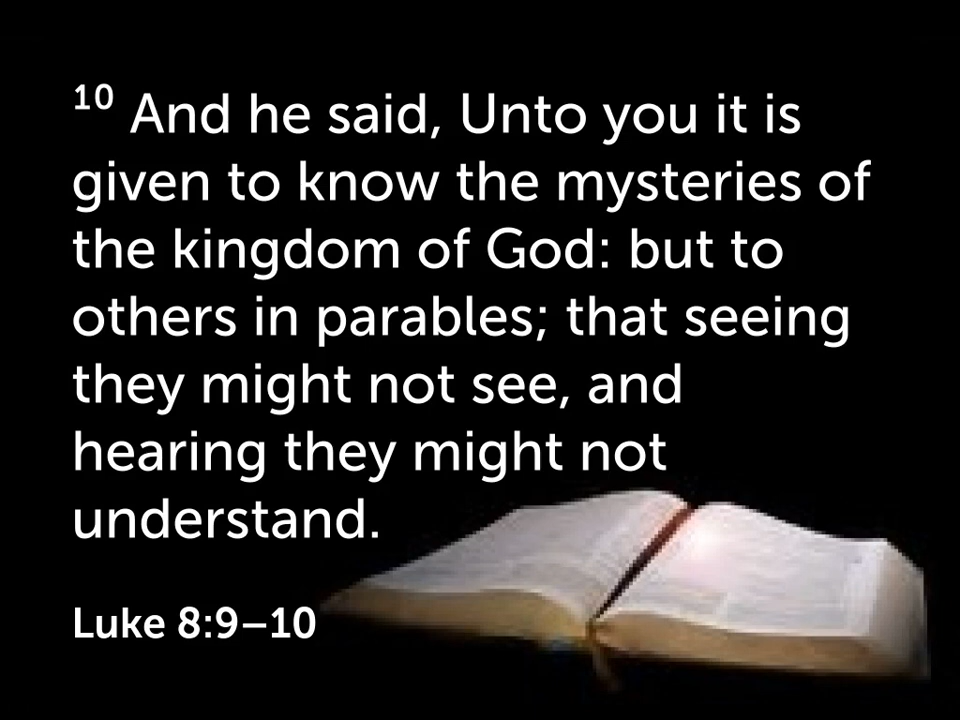 10 And he said, Unto you it is
given to know the mysteries of
the kingdom of God: but to
others in parables; that seeing
they might not see, and
hearing they might not
understand.
Luke 8:9–10